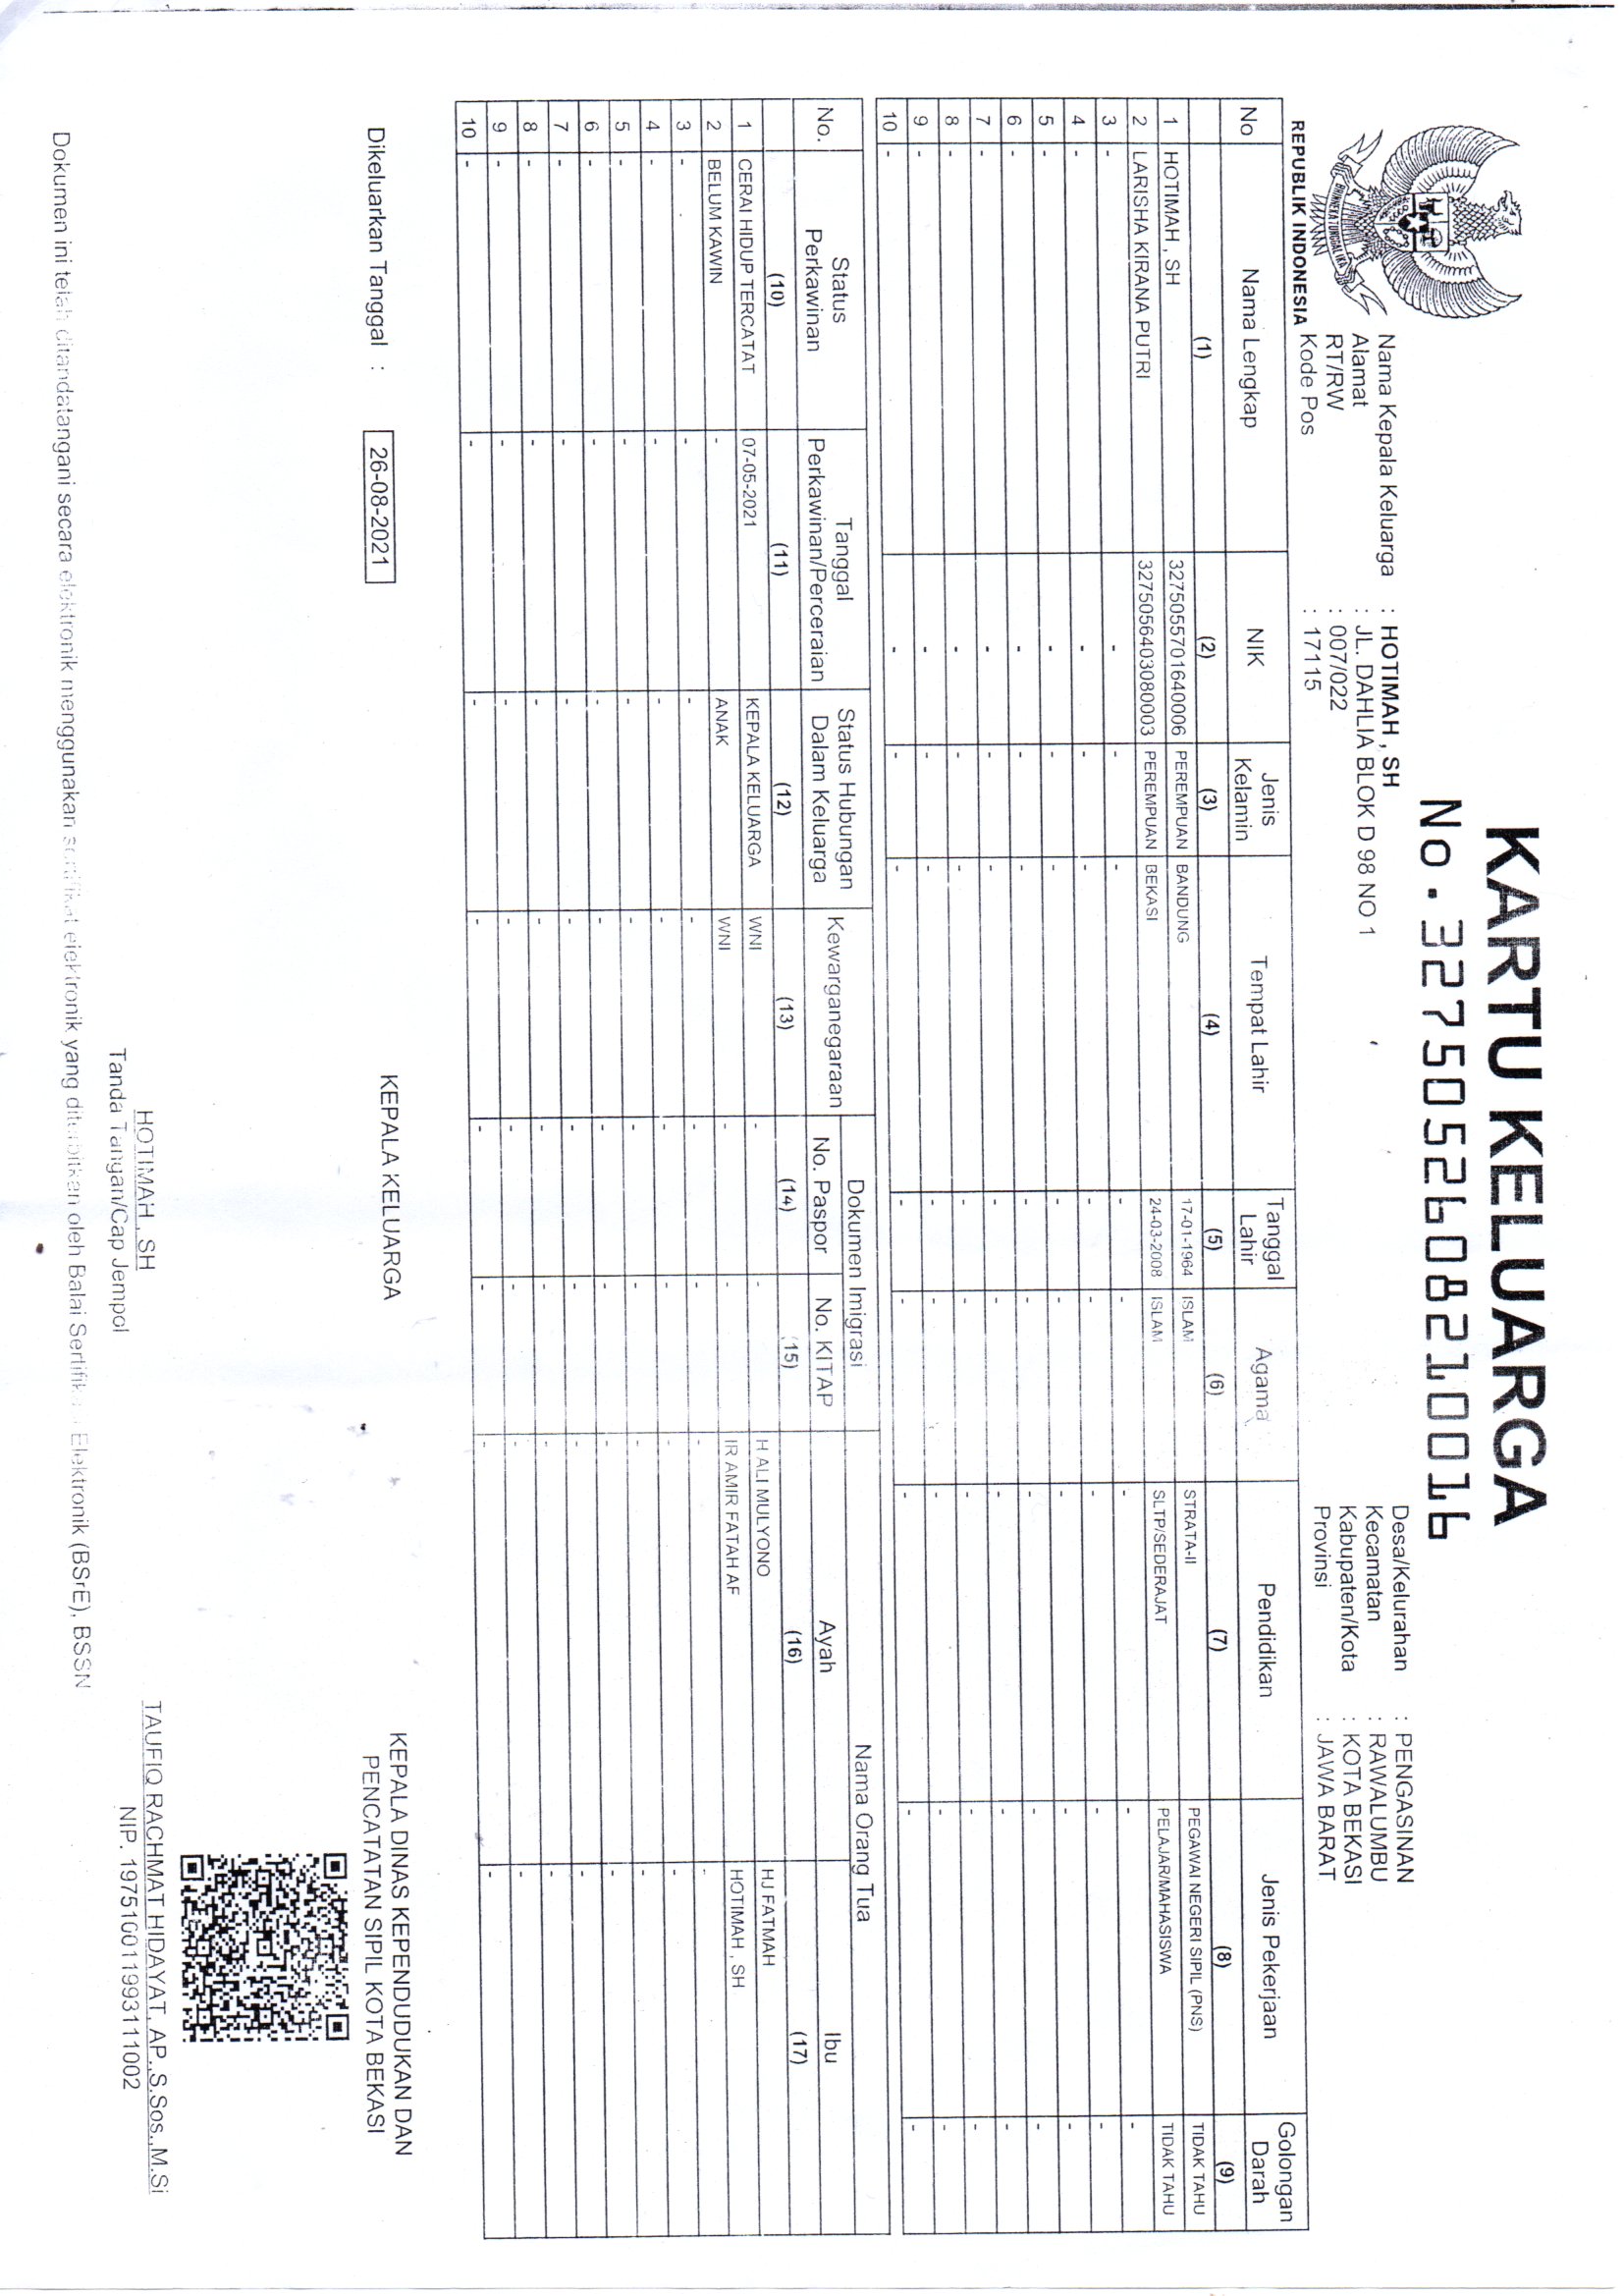 KARTU KELUARGA
No. 3275052608210016
BHINNEKA TUNGGAL IKA
REPUBLIK INDONESIA
Nama Kepala Keluarga : HOTIMAH , SH
Alamat : JL. DAHLIA BLOK D 98 NO 1
RT/RW : 007/022
Kode Pos : 17115
Desa/Kelurahan : PENGASINAN
Kecamatan : RAWALUMBU
Kabupaten/Kota : KOTA BEKASI
Provinsi : JAWA BARAT
No Nama Lengkap NIK Jenis Kelamin Tempat Lahir Tanggal Lahir Agama Pendidikan Jenis Pekerjaan Golongan Darah
(1) (2) (3) (4) (5) (6) (7) (8) (9)
1 HOTIMAH , SH 3275055701640006 PEREMPUAN BANDUNG 17-01-1964 ISLAM STRATA-II PEGAWAI NEGERI SIPIL (PNS) TIDAK TAHU
2 LARISHA KIRANA PUTRI 3275056403080003 PEREMPUAN BEKASI 24-03-2008 ISLAM SLTP/SEDERAJAT PELAJAR/MAHASISWA TIDAK TAHU
3 - - - - - - - - -
4 - - - - - - - - -
5 - - - - - - - - -
6 - - - - - - - - -
7 - - - - - - - - -
8 - - - - - - - - -
9 - - - - - - - - -
10 - - - - - - - - -
No. Status Perkawinan Tanggal Perkawinan/Perceraian Status Hubungan Dalam Keluarga Kewarganegaraan Dokumen Imigrasi Nama Orang Tua
No. Paspor No. KITAP Ayah Ibu
(10) (11) (12) (13) (14) (15) (16) (17)
1 CERAI HIDUP TERCATAT 07-05-2021 KEPALA KELUARGA WNI - - H ALI MULYONO HJ FATMAH
2 BELUM KAWIN - ANAK WNI - - IR AMIR FATAH AF HOTIMAH , SH
3 - - - - - - - -
4 - - - - - - - -
5 - - - - - - - -
6 - - - - - - - -
7 - - - - - - - -
8 - - - - - - - -
9 - - - - - - - -
10 - - - - - - - -
Dikeluarkan Tanggal : 26-08-2021
KEPALA KELUARGA
KEPALA DINAS KEPENDUDUKAN DAN
PENCATATAN SIPIL KOTA BEKASI
HOTIMAH , SH
Tanda Tangan/Cap Jempol
TAUFIQ RACHMAT HIDAYAT, AP.,S.Sos.,M.Si
NIP. 197510011993111002
Dokumen ini telah ditandatangani secara elektronik menggunakan sertifikat elektronik yang diterbitkan oleh Balai Sertifikasi Elektronik (BSrE), BSSN